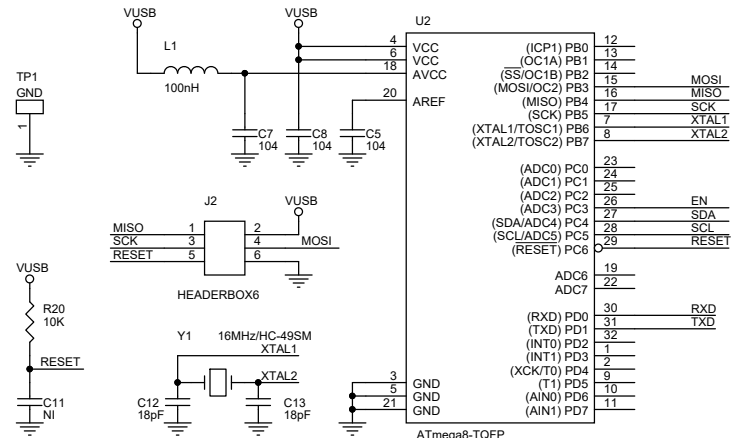 VUSB
VUSB
U2
L1
100nH
TP1
GND
1
4
6
18
20
VCC
VCC
AVCC
AREF
C7
104
C8
104
C5
104
(ICP1) PB0
(OC1A) PB1
(SS/OC1B) PB2
(MOSI/OC2) PB3
(MISO) PB4
(SCK) PB5
(XTAL1/TOSC1) PB6
(XTAL2/TOSC2) PB7
12
13
14
15
16
17
7
8
MOSI
MISO
SCK
XTAL1
XTAL2
(ADC0) PC0
(ADC1) PC1
(ADC2) PC2
(ADC3) PC3
(SDA/ADC4) PC4
(SCL/ADC5) PC5
(RESET) PC6
23
24
25
26
27
28
29
EN
SDA
SCL
RESET
ADC6
ADC7
19
22
(RXD) PD0
(TXD) PD1
(INT0) PD2
(INT1) PD3
(XCK/T0) PD4
(T1) PD5
(AIN0) PD6
(AIN1) PD7
30
31
32
1
2
9
10
11
RXD
TXD
J2
VUSB
MISO
SCK
RESET
1
3
5
2
4
6
MOSI
HEADERBOX6
VUSB
R20
10K
RESET
C11
NI
Y1
16MHz/HC-49SM
XTAL1
XTAL2
C12
18pF
C13
18pF
3
5
21
GND
GND
GND
ATmega8-TQFP